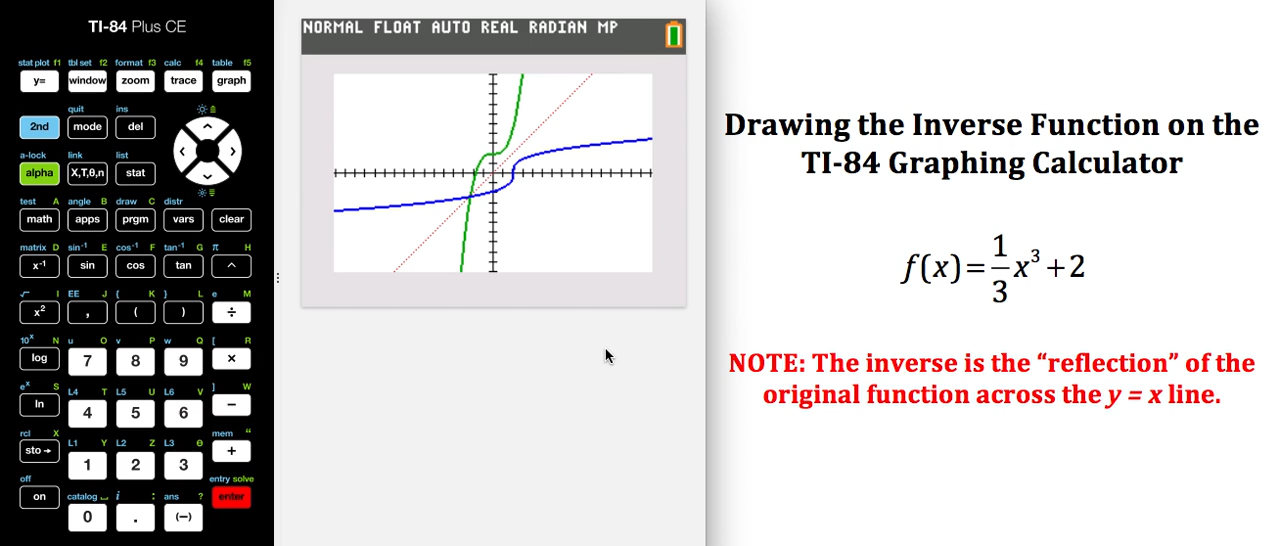 TI-84 Plus CE
stat plot f1 tbl set f2 format f3 calc f4 table f5
y= window zoom trace graph
quit ins
2nd mode del
a-lock link list
alpha X,T,θ,n stat
test A angle B draw C distr
math apps prgm vars clear
matrix D sin⁻¹ E cos⁻¹ F tan⁻¹ G π H
x⁻¹ sin cos tan ^
√ I EE J { K } L e M
x² , ( ) ÷
10ˣ N u O v P w Q [ R
log 7 8 9 ×
eˣ S L4 T L5 U L6 V ] W
ln 4 5 6 −
rcl X L1 Y L2 Z L3 θ mem "
sto→ 1 2 3 +
off catalog ⎵ i : ans ? entry solve
on 0 . (−) enter
NORMAL FLOAT AUTO REAL RADIAN MP
Drawing the Inverse Function on the
TI-84 Graphing Calculator
f(x)=1/3x³+2
NOTE: The inverse is the “reflection” of the
original function across the y = x line.